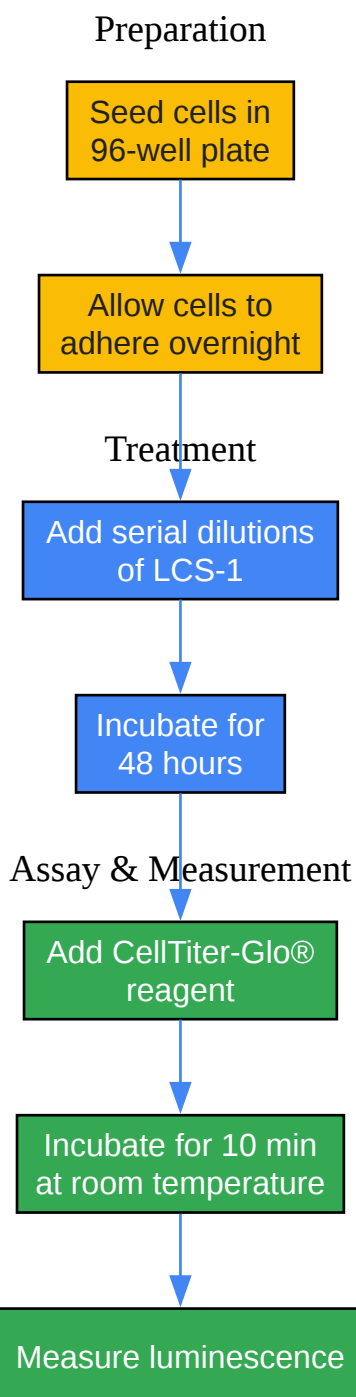 Preparation
Seed cells in
96-well plate
Allow cells to
adhere overnight
Treatment
Add serial dilutions
of LCS-1
Incubate for
48 hours
Assay & Measurement
Add CellTiter-Glo®
reagent
Incubate for 10 min
at room temperature
Measure luminescence